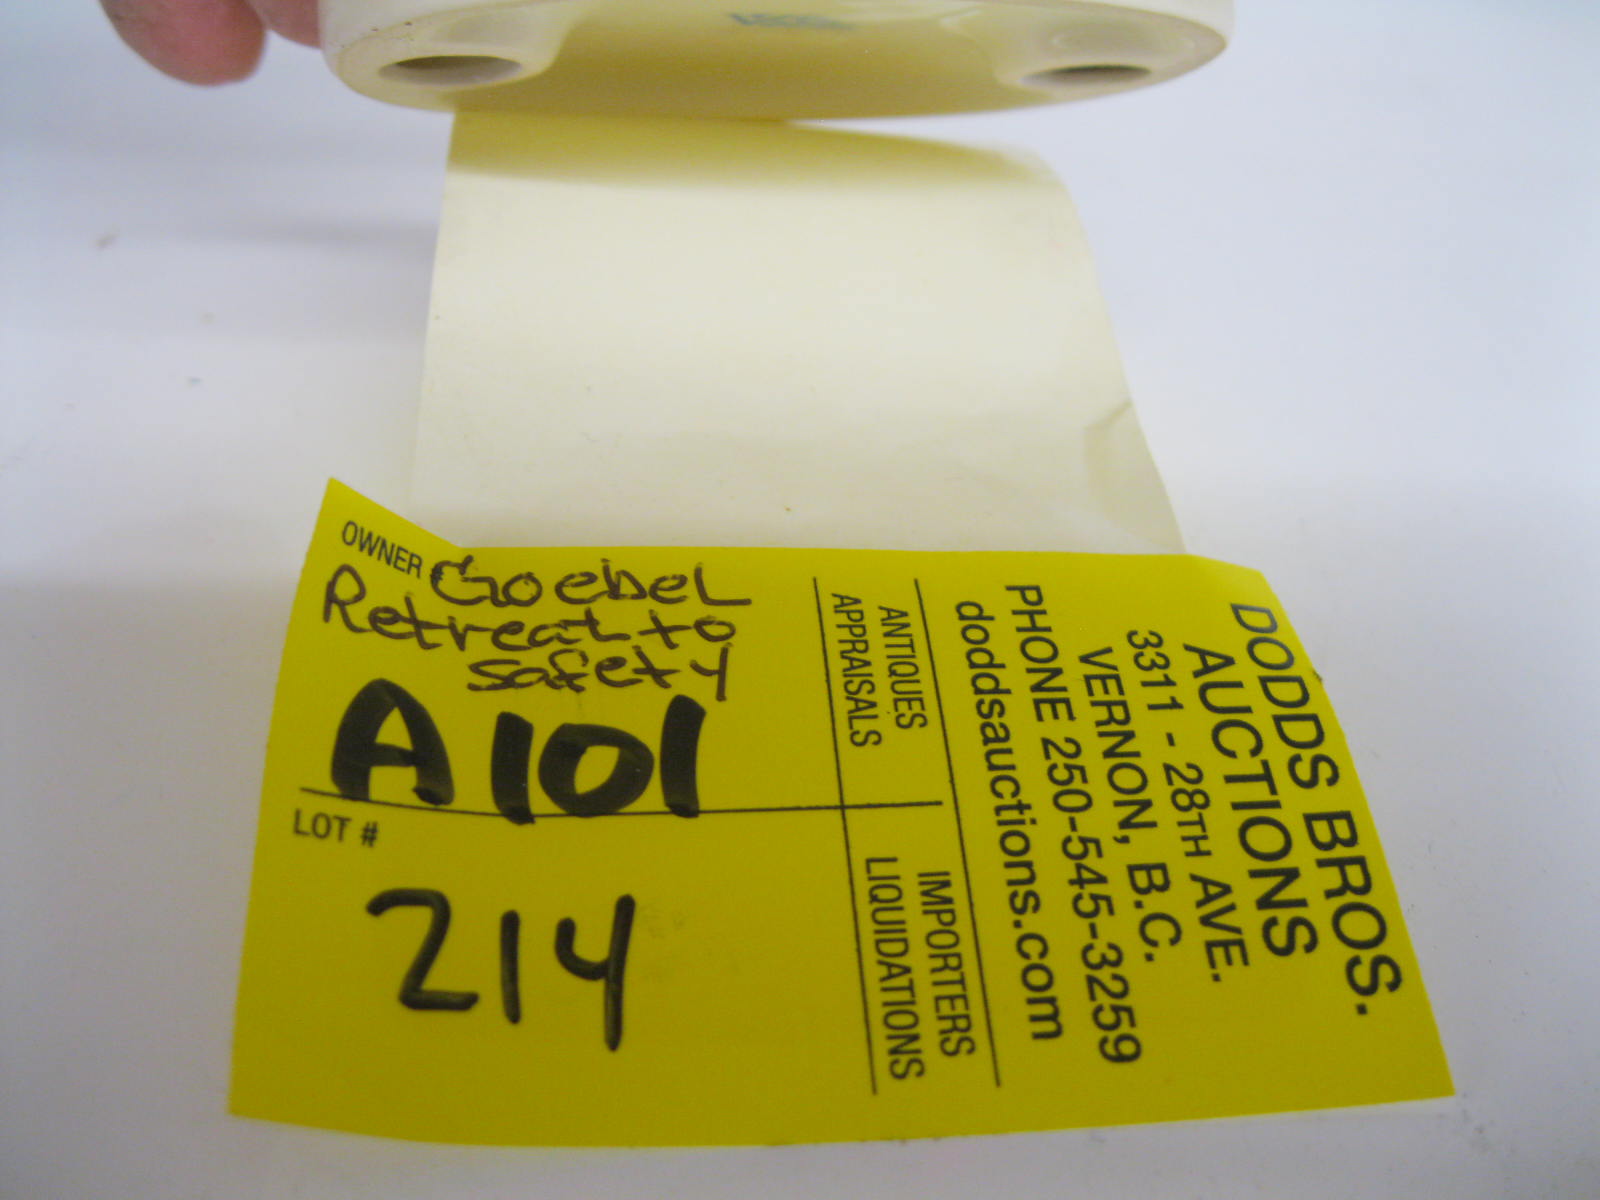 OWNER # Goebel
Retreat to
safety
A101
LOT #
214
DODDS BROS.
AUCTIONS
3311 - 28TH AVE.
VERNON, B.C.
PHONE 250-545-3259
doddsauctions.com
ANTIQUES
APPRAISALS
IMPORTERS
LIQUIDATIONS